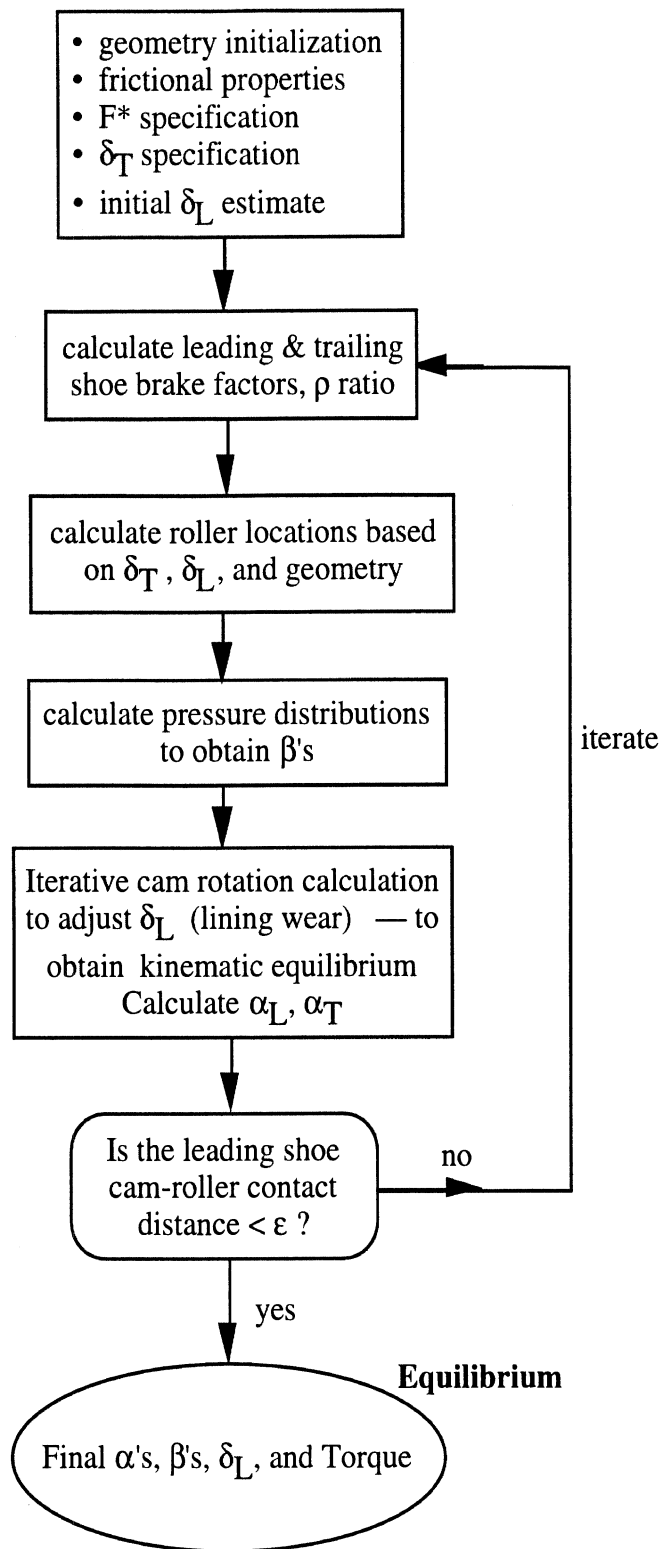 • geometry initialization
• frictional properties
• F* specification
• δT specification
• initial δL estimate
calculate leading & trailing
shoe brake factors, ρ ratio
calculate roller locations based
on δT , δL, and geometry
calculate pressure distributions
to obtain β's
iterate
Iterative cam rotation calculation
to adjust δL (lining wear) — to
obtain kinematic equilibrium
Calculate αL, αT
Is the leading shoe
cam-roller contact
distance < ε ?
no
yes
Equilibrium
Final α's, β's, δL, and Torque